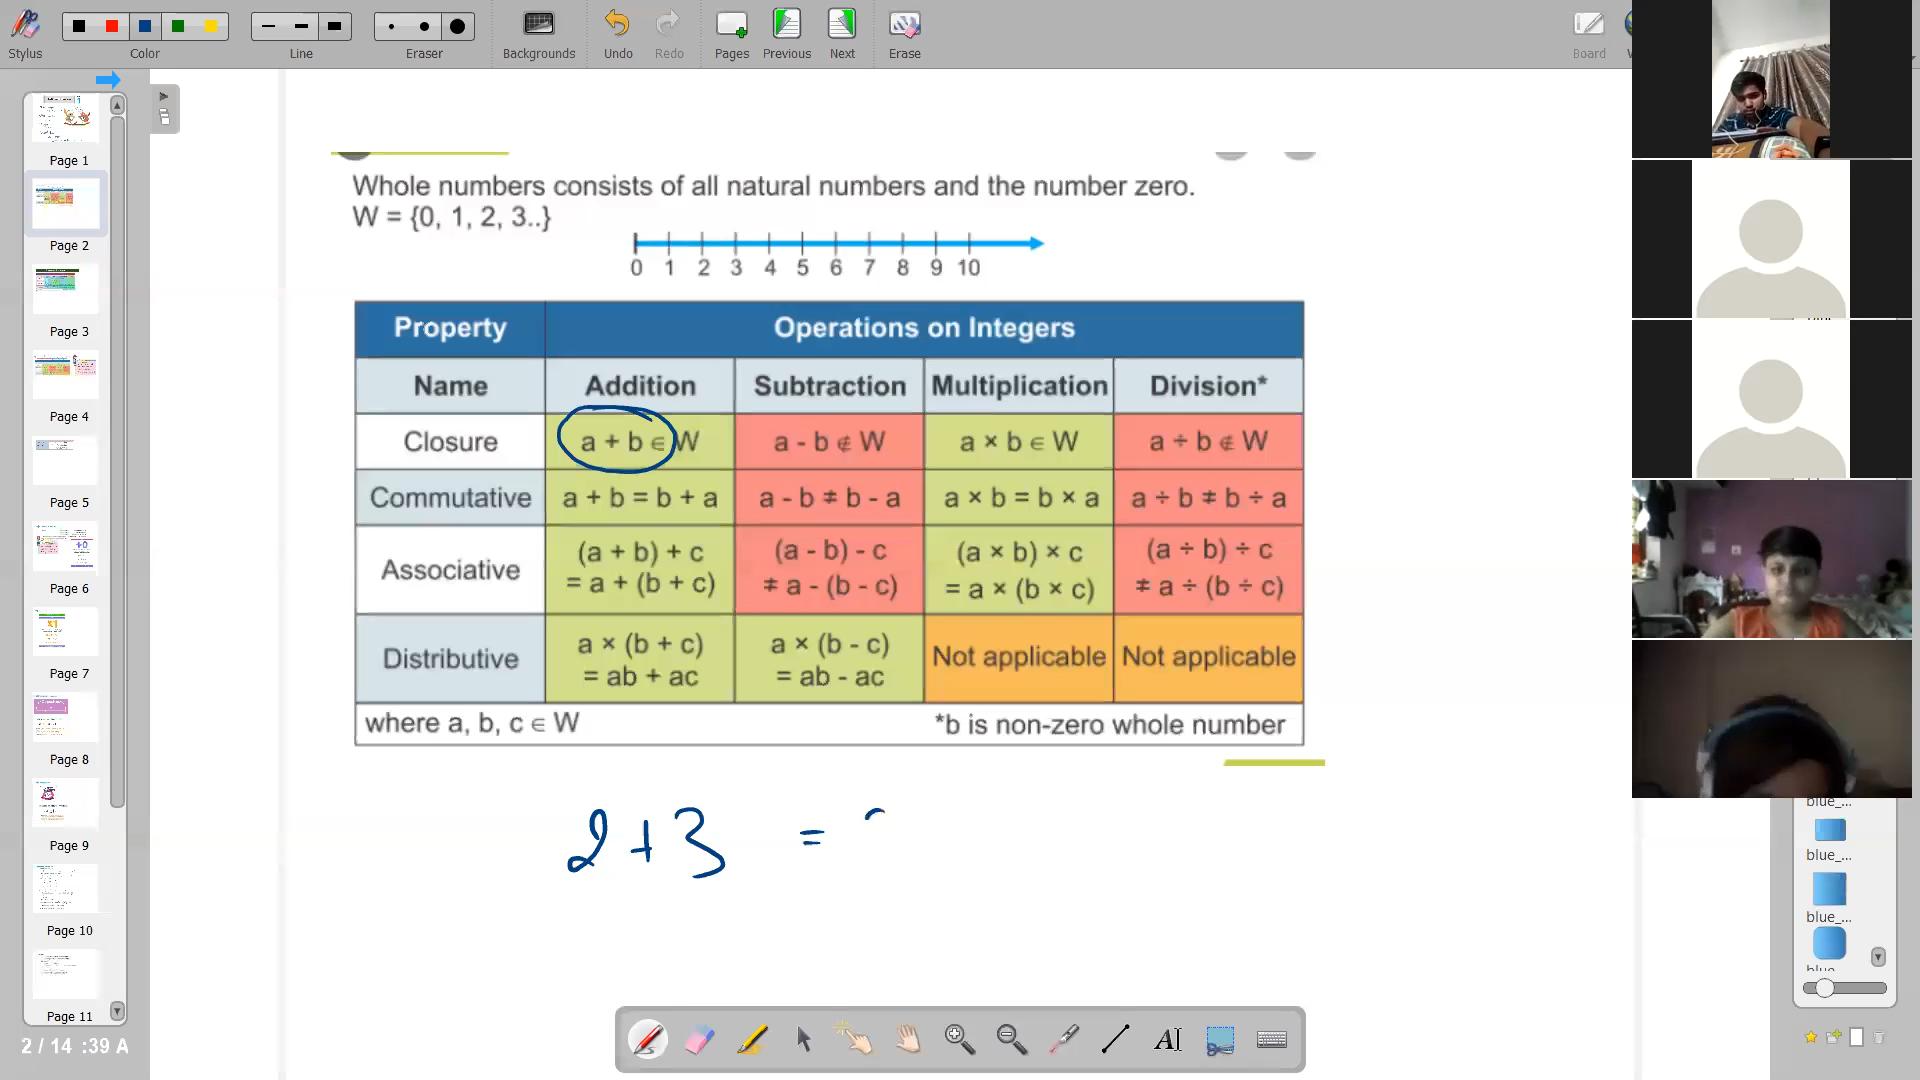 Stylus Color Line Eraser Backgrounds Undo Redo Pages Previous Next Erase Board
Page 1
Page 2
Page 3
Page 4
Page 5
Page 6
Page 7
Page 8
Page 9
Page 10
Page 11
2 / 14 :39 A
Whole numbers consists of all natural numbers and the number zero.
W = {0, 1, 2, 3..}
0 1 2 3 4 5 6 7 8 9 10
Property Operations on Integers
Name Addition Subtraction Multiplication Division*
Closure a + b ∈ W a - b ∉ W a × b ∈ W a ÷ b ∉ W
Commutative a + b = b + a a - b ≠ b - a a × b = b × a a ÷ b ≠ b ÷ a
Associative (a + b) + c (a - b) - c (a × b) × c (a ÷ b) ÷ c
= a + (b + c) ≠ a - (b - c) = a × (b × c) ≠ a ÷ (b ÷ c)
Distributive a × (b + c) a × (b - c) Not applicable Not applicable
= ab + ac = ab - ac
where a, b, c ∈ W *b is non-zero whole number
2 + 3 =
blue_...
blue_...
blue_...
AI